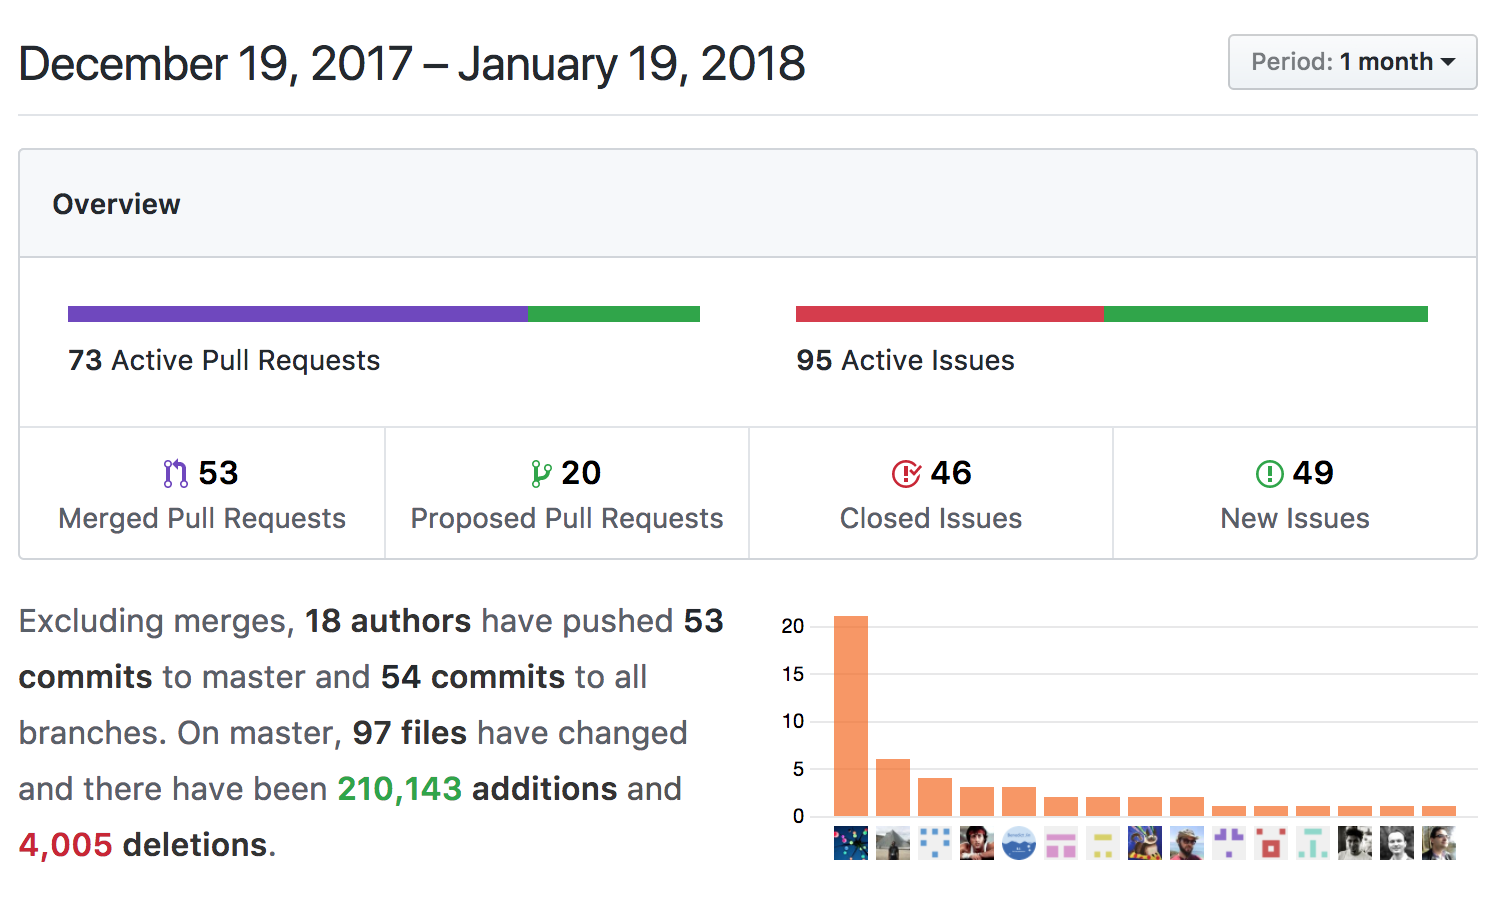 December 19, 2017 – January 19, 2018
Period: 1 month
Overview
73 Active Pull Requests
95 Active Issues
53
Merged Pull Requests
20
Proposed Pull Requests
46
Closed Issues
49
New Issues
Excluding merges, 18 authors have pushed 53
commits to master and 54 commits to all
branches. On master, 97 files have changed
and there have been 210,143 additions and
4,005 deletions.
20
15
10
5
0